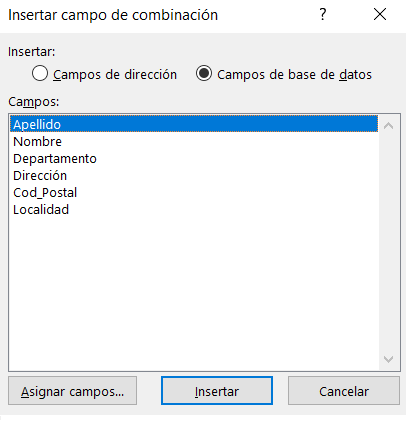 Insertar campo de combinación ?
Insertar:
Campos de dirección Campos de base de datos
Campos:
Apellido
Nombre
Departamento
Dirección
Cod_Postal
Localidad
Asignar campos... Insertar Cancelar